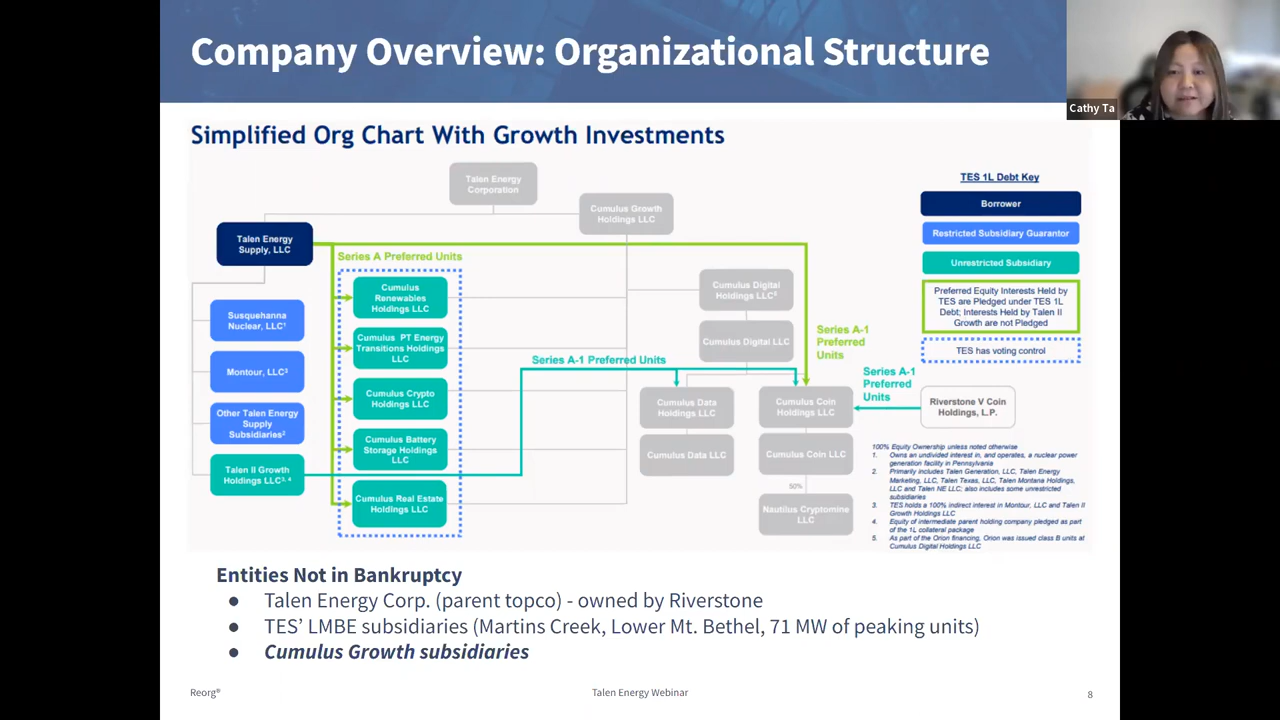 Company Overview: Organizational Structure
Cathy Ta
Simplified Org Chart With Growth Investments
Talen Energy
Corporation
Cumulus Growth
Holdings LLC
Talen Energy
Supply, LLC
Series A Preferred Units
Susquehanna
Nuclear, LLC¹
Montour, LLC³
Other Talen Energy
Supply
Subsidiaries²
Talen II Growth
Holdings LLC³, ⁴
Cumulus
Renewables
Holdings LLC
Cumulus PT Energy
Transitions Holdings
LLC
Cumulus Crypto
Holdings LLC
Cumulus Battery
Storage Holdings
LLC
Cumulus Real Estate
Holdings LLC
Series A-1 Preferred Units
Cumulus Digital
Holdings LLC⁵
Cumulus Digital LLC
Series A-1
Preferred
Units
Cumulus Data
Holdings LLC
Cumulus Data LLC
Cumulus Coin
Holdings LLC
Cumulus Coin LLC
50%
Nautilus Cryptomine
LLC
Series A-1
Preferred
Units
Riverstone V Coin
Holdings, L.P.
TES 1L Debt Key
Borrower
Restricted Subsidiary Guarantor
Unrestricted Subsidiary
Preferred Equity Interests Held by
TES are Pledged under TES 1L
Debt; Interests Held by Talen II
Growth are not Pledged
TES has voting control
100% Equity Ownership unless noted otherwise
1. Owns an undivided interest in, and operates, a nuclear power
generation facility in Pennsylvania
2. Primarily includes Talen Generation, LLC, Talen Energy
Marketing, LLC, Talen Texas, LLC, Talen Montana Holdings,
LLC and Talen NE LLC; also includes some unrestricted
subsidiaries
3. TES holds a 100% indirect interest in Montour, LLC and Talen II
Growth Holdings LLC
4. Equity of intermediate parent holding company pledged as part
of the 1L collateral package
5. As part of the Orion financing, Orion was issued class B units at
Cumulus Digital Holdings LLC
Entities Not in Bankruptcy
● Talen Energy Corp. (parent topco) - owned by Riverstone
● TES' LMBE subsidiaries (Martins Creek, Lower Mt. Bethel, 71 MW of peaking units)
● Cumulus Growth subsidiaries
Reorg®
Talen Energy Webinar
8